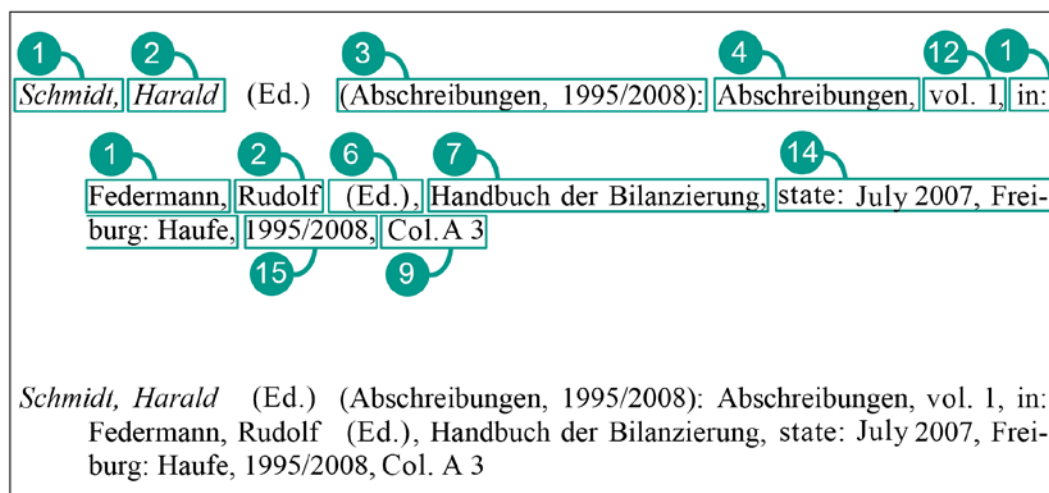 1 2 3 4 12 1
Schmidt, Harald (Ed.) (Abschreibungen, 1995/2008): Abschreibungen, vol. 1, in:
1 2 6 7 14
Federmann, Rudolf (Ed.), Handbuch der Bilanzierung, state: July 2007, Frei-
burg: Haufe, 1995/2008, Col. A 3
15 9
Schmidt, Harald (Ed.) (Abschreibungen, 1995/2008): Abschreibungen, vol. 1, in:
Federmann, Rudolf (Ed.), Handbuch der Bilanzierung, state: July 2007, Frei-
burg: Haufe, 1995/2008, Col. A 3